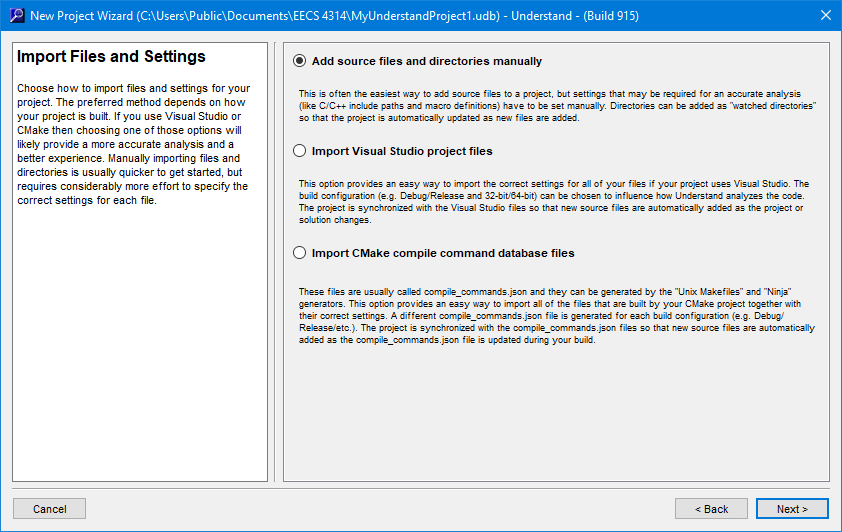 New Project Wizard (C:\Users\Public\Documents\EECS 4314\MyUnderstandProject1.udb) - Understand - (Build 915)
Import Files and Settings
Choose how to import files and settings for your
project. The preferred method depends on how
your project is built. If you use Visual Studio or
CMake then choosing one of those options will
likely provide a more accurate analysis and a
better experience. Manually importing files and
directories is usually quicker to get started, but
requires considerably more effort to specify the
correct settings for each file.
Add source files and directories manually
This is often the easiest way to add source files to a project, but settings that may be required for an accurate analysis
(like C/C++ include paths and macro definitions) have to be set manually. Directories can be added as "watched directories"
so that the project is automatically updated as new files are added.
Import Visual Studio project files
This option provides an easy way to import the correct settings for all of your files if your project uses Visual Studio. The
build configuration (e.g. Debug/Release and 32-bit/64-bit) can be chosen to influence how Understand analyzes the code.
The project is synchronized with the Visual Studio files so that new source files are automatically added as the project or
solution changes.
Import CMake compile command database files
These files are usually called compile_commands.json and they can be generated by the "Unix Makefiles" and "Ninja"
generators. This option provides an easy way to import all of the files that are built by your CMake project together with
their correct settings. A different compile_commands.json file is generated for each build configuration (e.g. Debug/
Release/etc.). The project is synchronized with the compile_commands.json files so that new source files are automatically
added as the compile_commands.json file is updated during your build.
Cancel
< Back
Next >